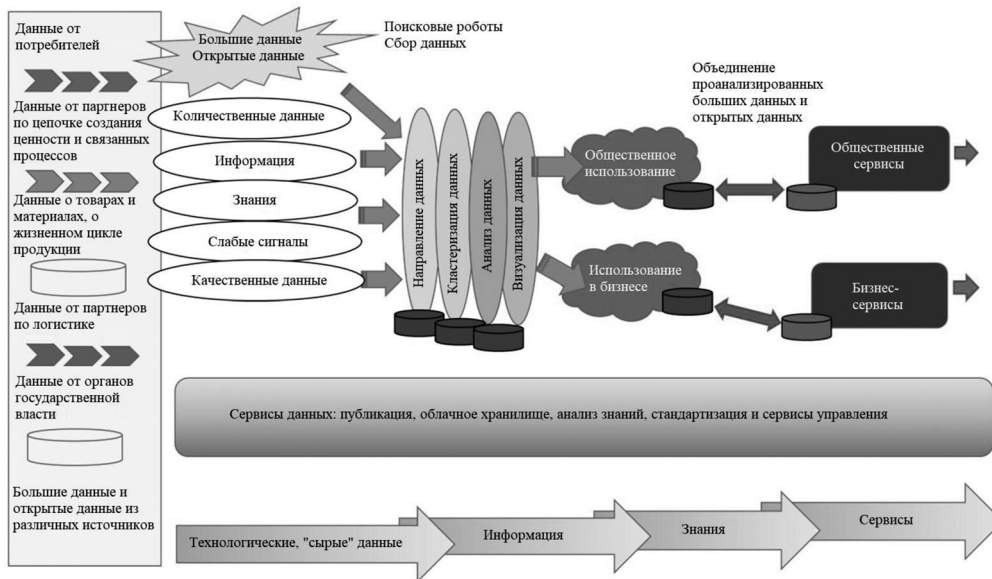 Данные от
потребителей
Данные от партнеров
по цепочке создания
ценности и связанных
процессов
Данные о товарах и
материалах, о
жизненном цикле
продукции
Данные от партнеров
по логистике
Данные от органов
государственной
власти
Большие данные и
открытые данные из
различных источников
Большие данные
Открытые данные
Поисковые роботы
Сбор данных
Количественные данные
Информация
Знания
Слабые сигналы
Качественные данные
Направление данных
Кластеризация данных
Анализ данных
Визуализация данных
Общественное
использование
Использование
в бизнесе
Объединение
проанализированных
больших данных и
открытых данных
Общественные
сервисы
Бизнес-
сервисы
Сервисы данных: публикация, облачное хранилище, анализ знаний, стандартизация и сервисы управления
Технологические, "сырые" данные
Информация
Знания
Сервисы